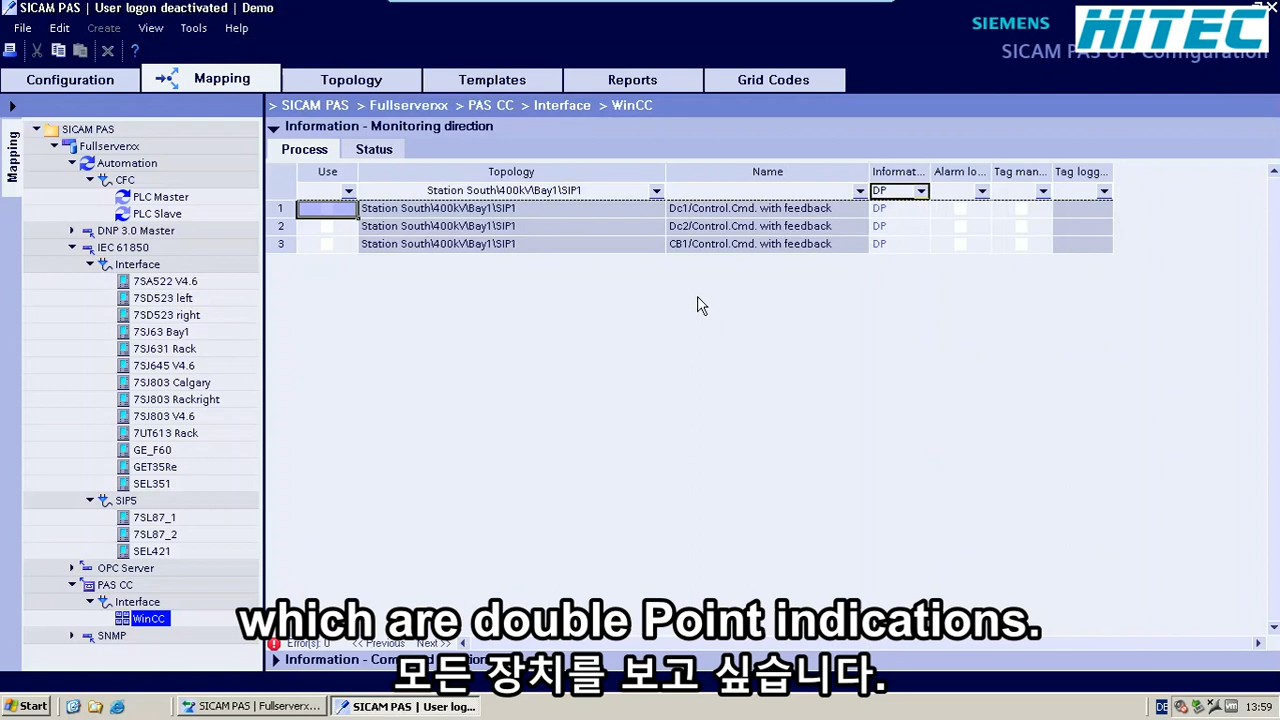 SICAM PAS | User logon deactivated | Demo
SIEMENS
HITEC
File Edit Create View Tools Help
SICAM PAS UI - Configuration
Configuration Mapping Topology Templates Reports Grid Codes
> SICAM PAS > Fullserverxx > PAS CC > Interface > WinCC
Information - Monitoring direction
Process Status
Mapping
SICAM PAS
Fullserverxx
Automation
CFC
PLC Master
PLC Slave
DNP 3.0 Master
IEC 61850
Interface
7SA522 V4.6
7SD523 left
7SD523 right
7SJ63 Bay1
7SJ631 Rack
7SJ645 V4.6
7SJ803 Calgary
7SJ803 Rackright
7SJ803 V4.6
7UT613 Rack
GE_F60
GET35Re
SEL351
SIP5
7SL87_1
7SL87_2
SEL421
OPC Server
PAS CC
Interface
WinCC
SNMP
Use Topology Name Informat... Alarm lo... Tag man... Tag logg...
Station South\400kV\Bay1\SIP1 DP
1 Station South\400kV\Bay1\SIP1 Dc1/Control.Cmd. with feedback DP
2 Station South\400kV\Bay1\SIP1 Dc2/Control.Cmd. with feedback DP
3 Station South\400kV\Bay1\SIP1 CB1/Control.Cmd. with feedback DP
which are double Point indications.
Error(s): 0 << Previous Next >>
Information - Com
모든 장치를 보고 싶습니다.
Start SICAM PAS | Fullserverxx... SICAM PAS | User log... DE 13:59